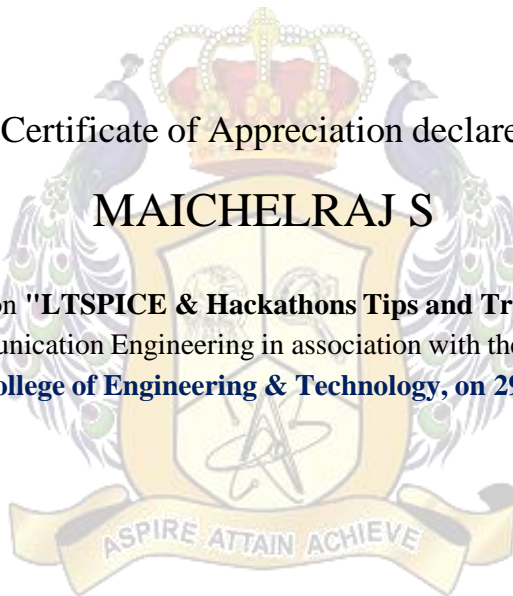 Certificate of Appreciation declare
MAICHELRAJ S
on "LTSPICE & Hackathons Tips and Tr
unication Engineering in association with the
ollege of Engineering & Technology, on 29
ASPIRE ATTAIN ACHIEVE